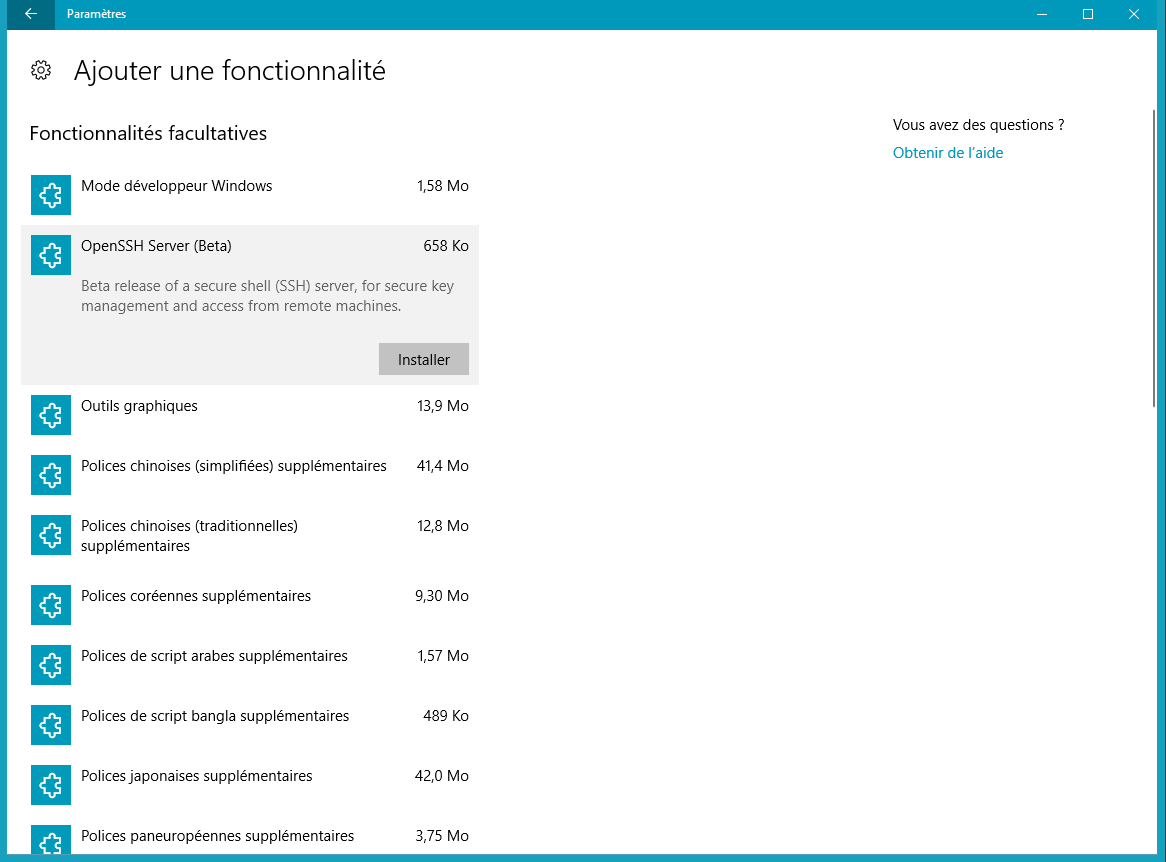 Paramètres
Ajouter une fonctionnalité
Fonctionnalités facultatives
Vous avez des questions ?
Obtenir de l’aide
Mode développeur Windows 1,58 Mo
OpenSSH Server (Beta) 658 Ko
Beta release of a secure shell (SSH) server, for secure key
management and access from remote machines.
Installer
Outils graphiques 13,9 Mo
Polices chinoises (simplifiées) supplémentaires 41,4 Mo
Polices chinoises (traditionnelles) 12,8 Mo
supplémentaires
Polices coréennes supplémentaires 9,30 Mo
Polices de script arabes supplémentaires 1,57 Mo
Polices de script bangla supplémentaires 489 Ko
Polices japonaises supplémentaires 42,0 Mo
Polices paneuropéennes supplémentaires 3,75 Mo